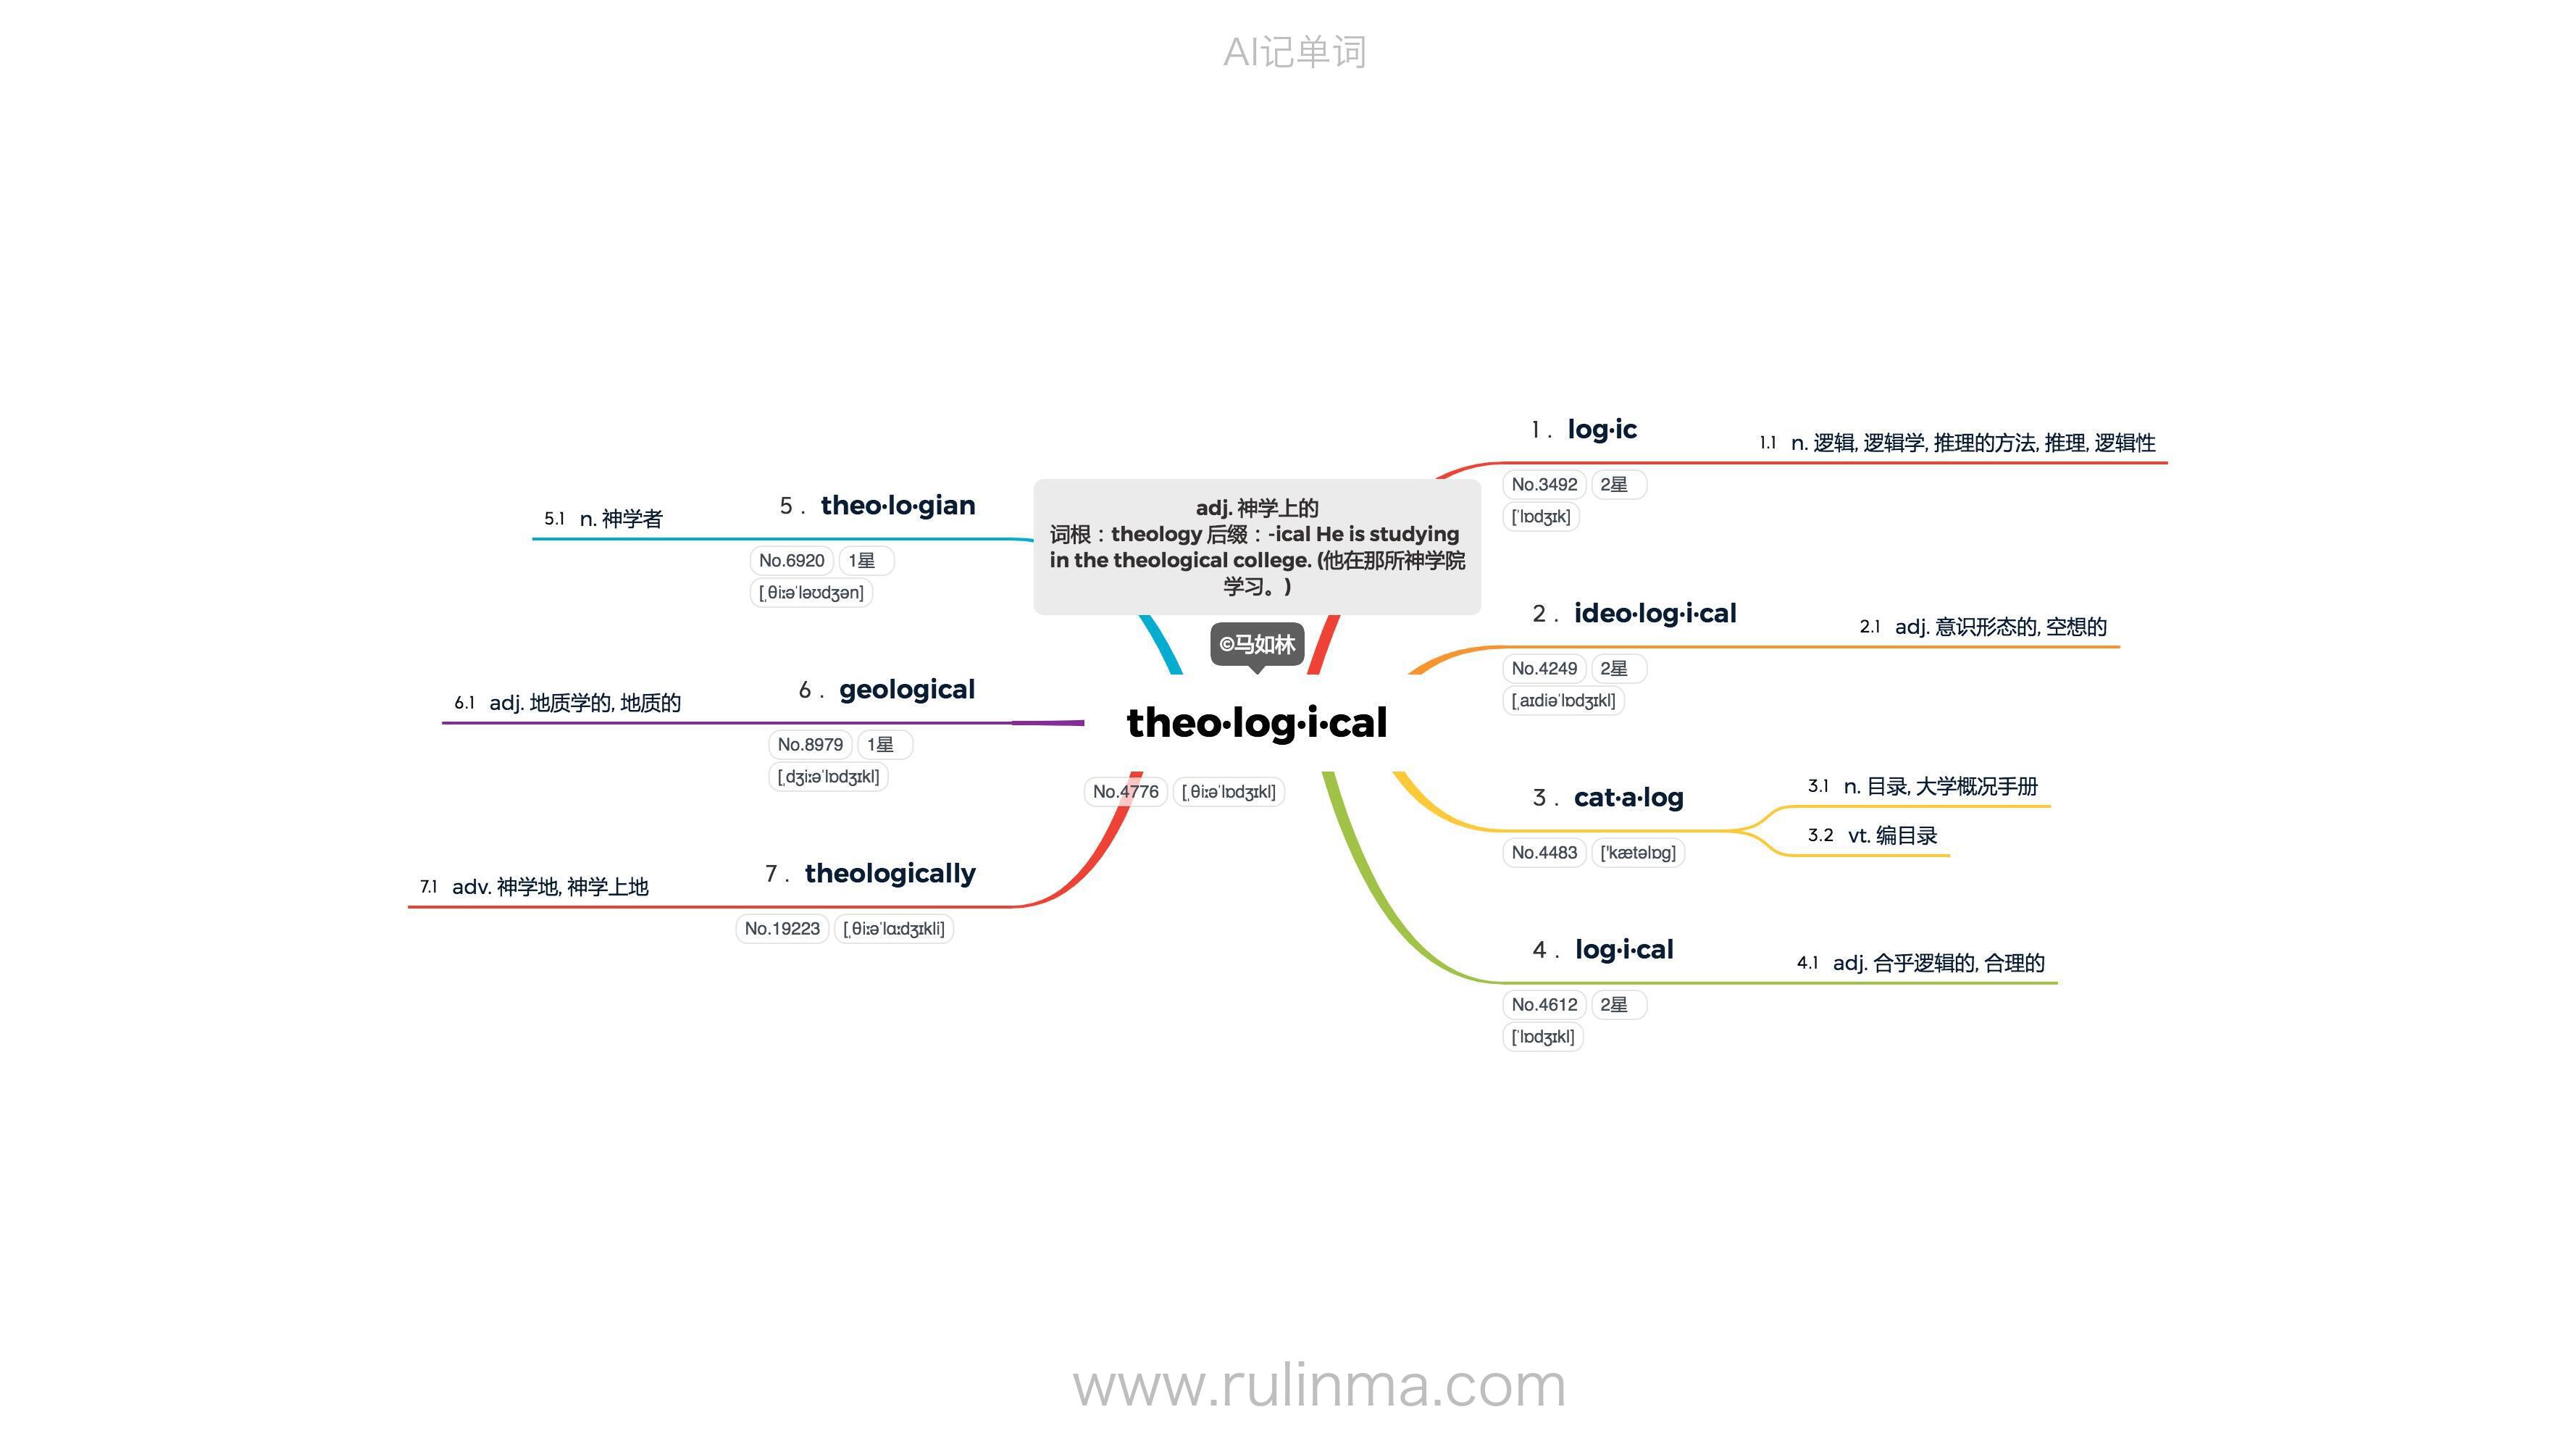 AI记单词
adj. 神学上的
词根：theology 后缀：-ical He is studying
in the theological college. (他在那所神学院
学习。)
©马如林
theo·log·i·cal
No.4776 [ˌθiːəˈlɒdʒɪkl]
1 . log·ic
No.3492 2星
[ˈlɒdʒɪk]
1.1 n. 逻辑, 逻辑学, 推理的方法, 推理, 逻辑性
2 . ideo·log·i·cal
No.4249 2星
[ˌaɪdiəˈlɒdʒɪkl]
2.1 adj. 意识形态的, 空想的
3 . cat·a·log
No.4483 ['kætəlɒg]
3.1 n. 目录, 大学概况手册
3.2 vt. 编目录
4 . log·i·cal
No.4612 2星
[ˈlɒdʒɪkl]
4.1 adj. 合乎逻辑的, 合理的
5 . theo·lo·gian
No.6920 1星
[ˌθiːəˈləʊdʒən]
5.1 n. 神学者
6 . geological
No.8979 1星
[ˌdʒiːəˈlɒdʒɪkl]
6.1 adj. 地质学的, 地质的
7 . theologically
No.19223 [ˌθiːəˈlɑːdʒɪkli]
7.1 adv. 神学地, 神学上地
www.rulinma.com